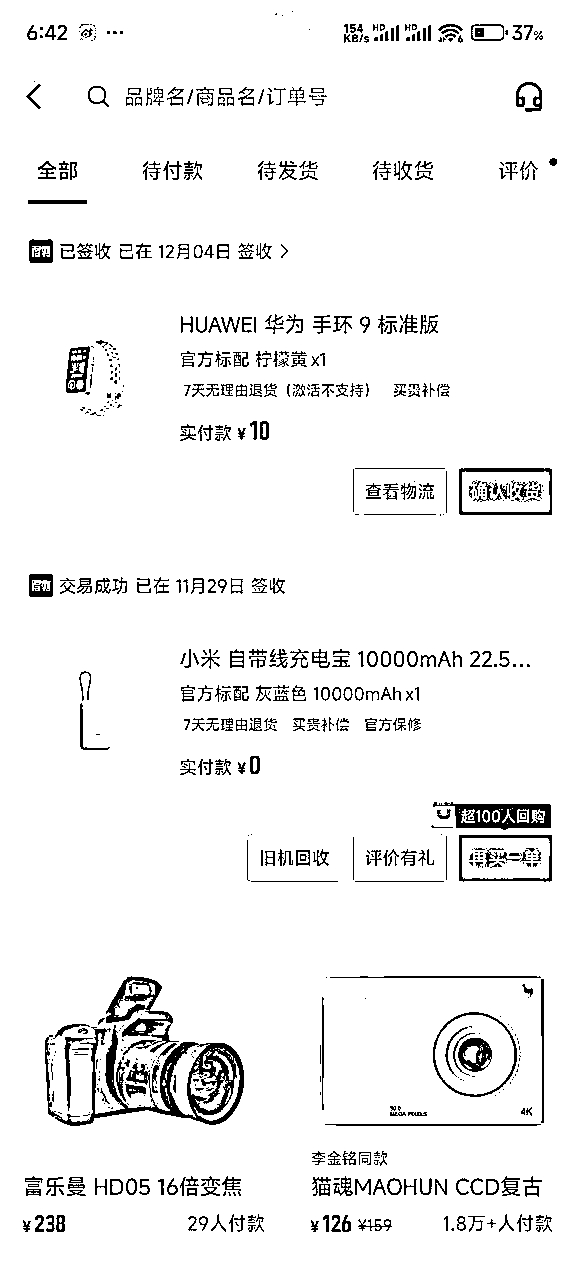 6:42 ··· 154 KB/s HD HD 6 37%
品牌名/商品名/订单号
全部 待付款 待发货 待收货 评价
得物 已签收 已在 12月04日 签收 >
HUAWEI 华为 手环 9 标准版
官方标配 柠檬黄 x1
7天无理由退货（激活不支持） 买贵补偿
实付款 ¥10
查看物流 确认收货
得物 交易成功 已在 11月29日 签收
小米 自带线充电宝 10000mAh 22.5...
官方标配 灰蓝色 10000mAh x1
7天无理由退货 买贵补偿 官方保修
实付款 ¥0
超100人回购
旧机回收 评价有礼 再买一单
4K
李金铭同款
富乐曼 HD05 16倍变焦 猫魂MAOHUN CCD复古
¥238 29人付款 ¥126 ¥159 1.8万+人付款